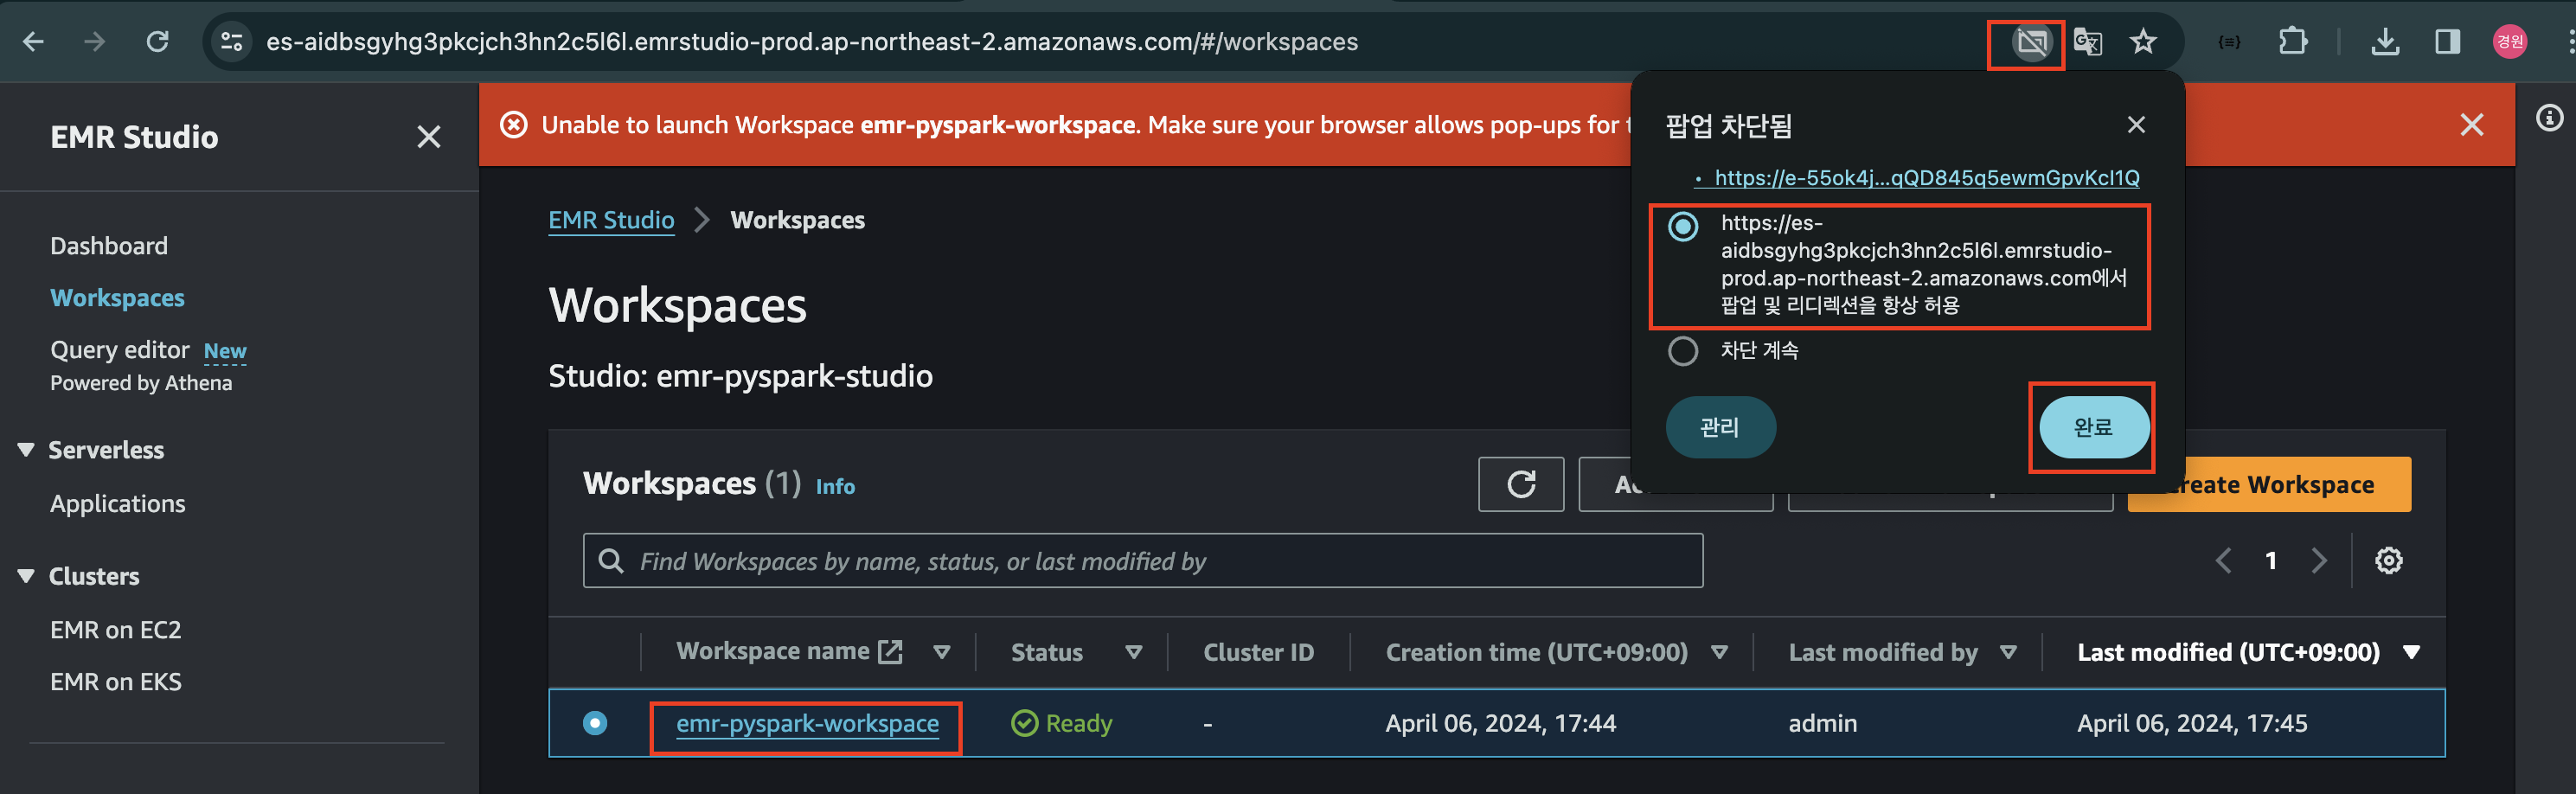 es-aidbsgyhg3pkcjch3hn2c5l6l.emrstudio-prod.ap-northeast-2.amazonaws.com/#/workspaces
경원
EMR Studio
Unable to launch Workspace emr-pyspark-workspace. Make sure your browser allows pop-ups for
팝업 차단됨
• https://e-55ok4j...qQD845q5ewmGpvKcl1Q
https://es-
aidbsgyhg3pkcjch3hn2c5l6l.emrstudio-
prod.ap-northeast-2.amazonaws.com에서
팝업 및 리디렉션을 항상 허용
차단 계속
관리
완료
Dashboard
Workspaces
Query editor New
Powered by Athena
Serverless
Applications
Clusters
EMR on EC2
EMR on EKS
EMR Studio > Workspaces
Workspaces
Studio: emr-pyspark-studio
Workspaces (1) Info
Create Workspace
Find Workspaces by name, status, or last modified by
1
Workspace name Status Cluster ID Creation time (UTC+09:00) Last modified by Last modified (UTC+09:00)
emr-pyspark-workspace Ready - April 06, 2024, 17:44 admin April 06, 2024, 17:45